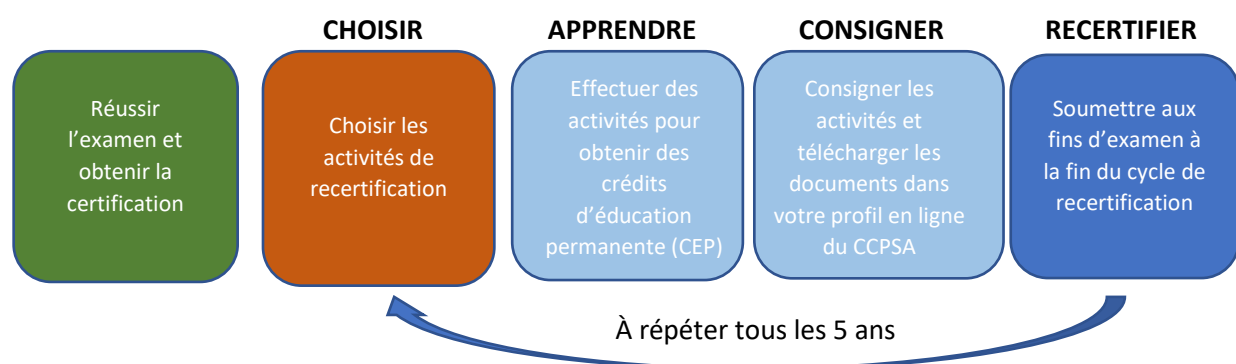 CHOISIR
APPRENDRE
CONSIGNER
RECERTIFIER
Réussir
l'examen et
obtenir la
certification
Choisir les
activités de
recertification
Effectuer des
activités pour
obtenir des
crédits
d'éducation
permanente (CEP)
Consigner les
activités et
télécharger les
documents dans
votre profil en ligne
du CCPSA
Soumettre aux
fins d'examen à
la fin du cycle de
recertification
À répéter tous les 5 ans